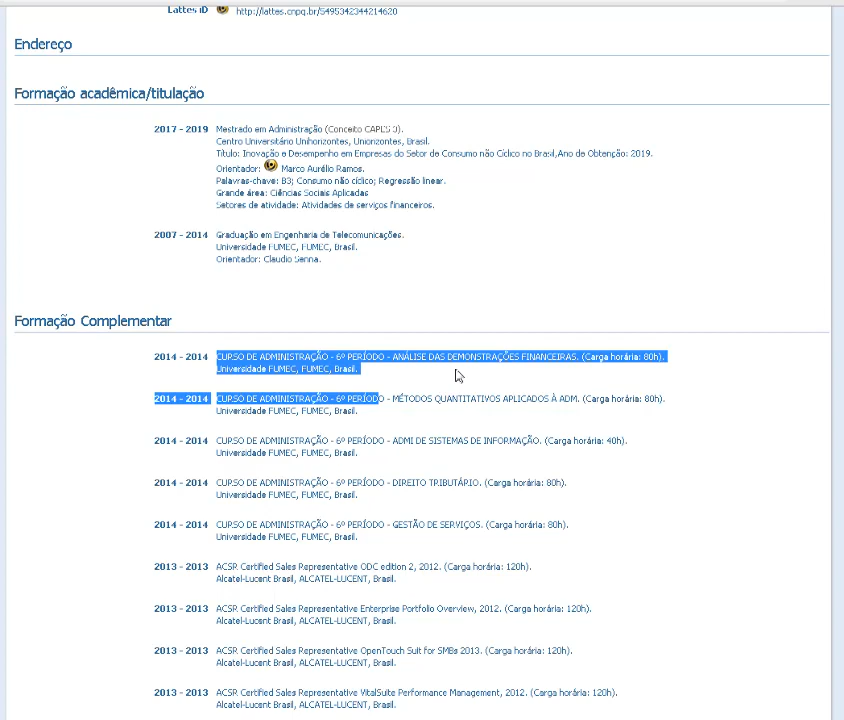 Lattes iD http://lattes.cnpq.br/5495342344214620
Endereço
Formação acadêmica/titulação
2017 - 2019 Mestrado em Administração (Conceito CAPES 3).
Centro Universitário Unihorizontes, Unihorizontes, Brasil.
Título: Inovação e Desempenho em Empresas do Setor de Consumo não Cíclico no Brasil,Ano de Obtenção: 2019.
Orientador: Marco Aurélio Ramos.
Palavras-chave: B3; Consumo não cíclico; Regressão linear.
Grande área: Ciências Sociais Aplicadas
Setores de atividade: Atividades de serviços financeiros.
2007 - 2014 Graduação em Engenharia de Telecomunicações.
Universidade FUMEC, FUMEC, Brasil.
Orientador: Claudio Senna.
Formação Complementar
2014 - 2014 CURSO DE ADMINISTRAÇÃO - 6º PERÍODO - ANÁLISE DAS DEMONSTRAÇÕES FINANCEIRAS. (Carga horária: 80h).
Universidade FUMEC, FUMEC, Brasil.
2014 - 2014 CURSO DE ADMINISTRAÇÃO - 6º PERÍODO - MÉTODOS QUANTITATIVOS APLICADOS À ADM. (Carga horária: 80h).
Universidade FUMEC, FUMEC, Brasil.
2014 - 2014 CURSO DE ADMINISTRAÇÃO - 6º PERÍODO - ADMI DE SISTEMAS DE INFORMAÇÃO. (Carga horária: 40h).
Universidade FUMEC, FUMEC, Brasil.
2014 - 2014 CURSO DE ADMINISTRAÇÃO - 6º PERÍODO - DIREITO TRIBUTÁRIO. (Carga horária: 80h).
Universidade FUMEC, FUMEC, Brasil.
2014 - 2014 CURSO DE ADMINISTRAÇÃO - 6º PERÍODO - GESTÃO DE SERVIÇOS. (Carga horária: 80h).
Universidade FUMEC, FUMEC, Brasil.
2013 - 2013 ACSR Certified Sales Representative ODC edition 2, 2012. (Carga horária: 120h).
Alcatel-Lucent Brasil, ALCATEL-LUCENT, Brasil.
2013 - 2013 ACSR Certified Sales Representative Enterprise Portfolio Overview, 2012. (Carga horária: 120h).
Alcatel-Lucent Brasil, ALCATEL-LUCENT, Brasil.
2013 - 2013 ACSR Certified Sales Representative OpenTouch Suit for SMBs 2013. (Carga horária: 120h).
Alcatel-Lucent Brasil, ALCATEL-LUCENT, Brasil.
2013 - 2013 ACSR Certified Sales Representative VitalSuite Performance Management, 2012. (Carga horária: 120h).
Alcatel-Lucent Brasil, ALCATEL-LUCENT, Brasil.